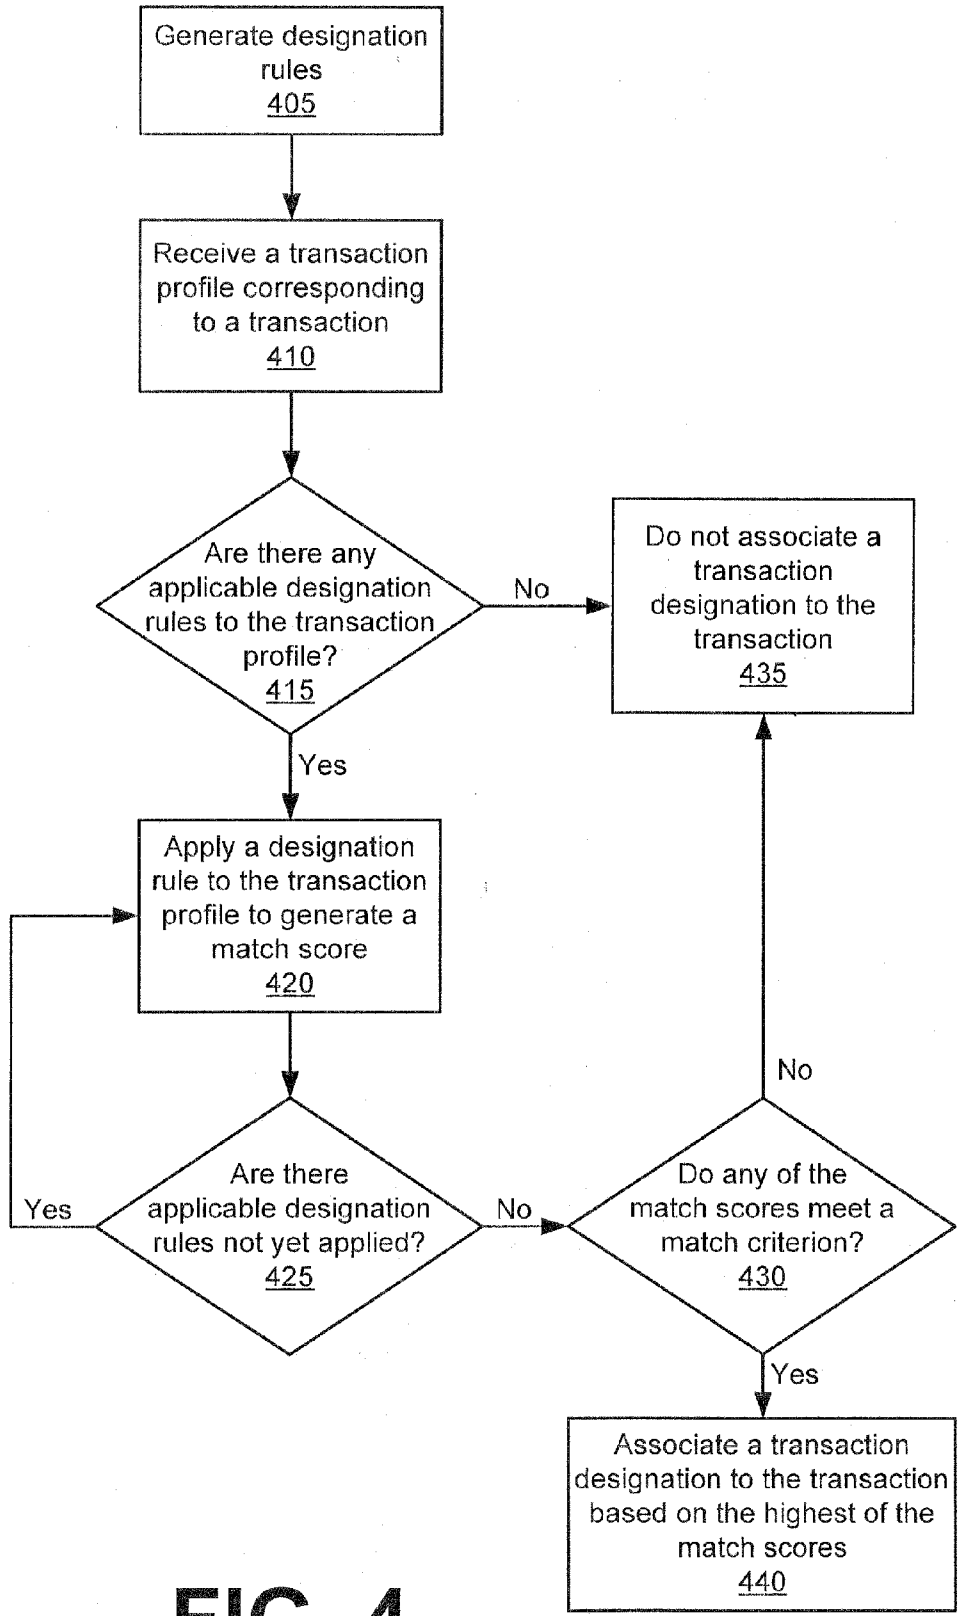 Generate designation
rules
405
Receive a transaction
profile corresponding
to a transaction
410
Are there any
applicable designation
rules to the transaction
profile?
415
No
Do not associate a
transaction
designation to the
transaction
435
Yes
Apply a designation
rule to the transaction
profile to generate a
match score
420
No
Are there
applicable designation
rules not yet applied?
425
Yes
No
Do any of the
match scores meet a
match criterion?
430
Yes
Associate a transaction
designation to the transaction
based on the highest of the
match scores
440
FIG. 4